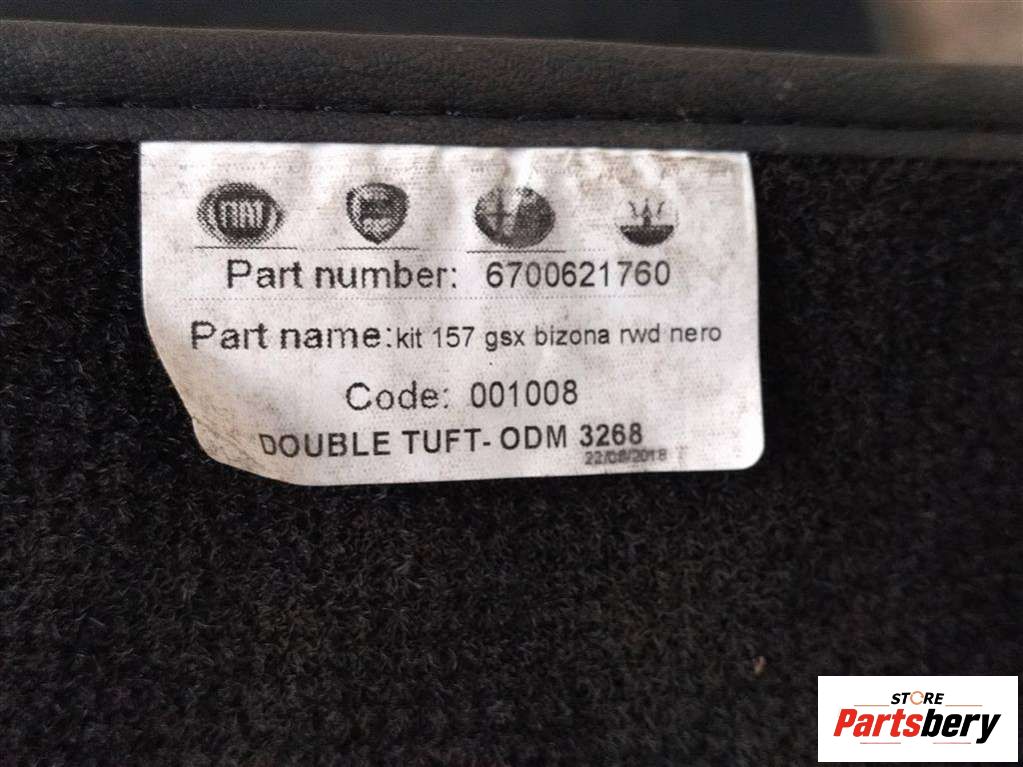 FIAT
Part number: 6700621760
Part name: kit 157 gsx bizona rwd nero
Code: 001008
DOUBLE TUFT- ODM 3268
22/08/2018
STORE
Partsbery